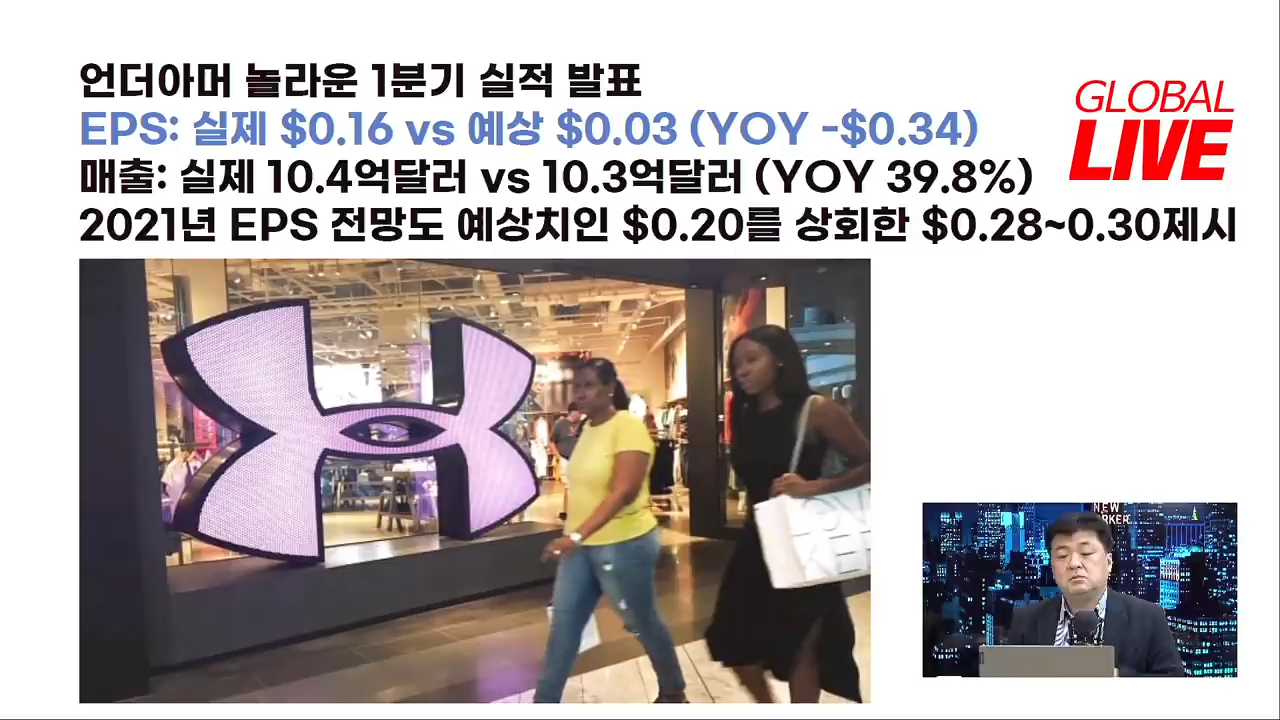 언더아머 놀라운 1분기 실적 발표
EPS: 실제 $0.16 vs 예상 $0.03 (YOY -$0.34)
매출: 실제 10.4억달러 vs 10.3억달러 (YOY 39.8%)
2021년 EPS 전망도 예상치인 $0.20를 상회한 $0.28~0.30제시
GLOBAL
LIVE
NEW